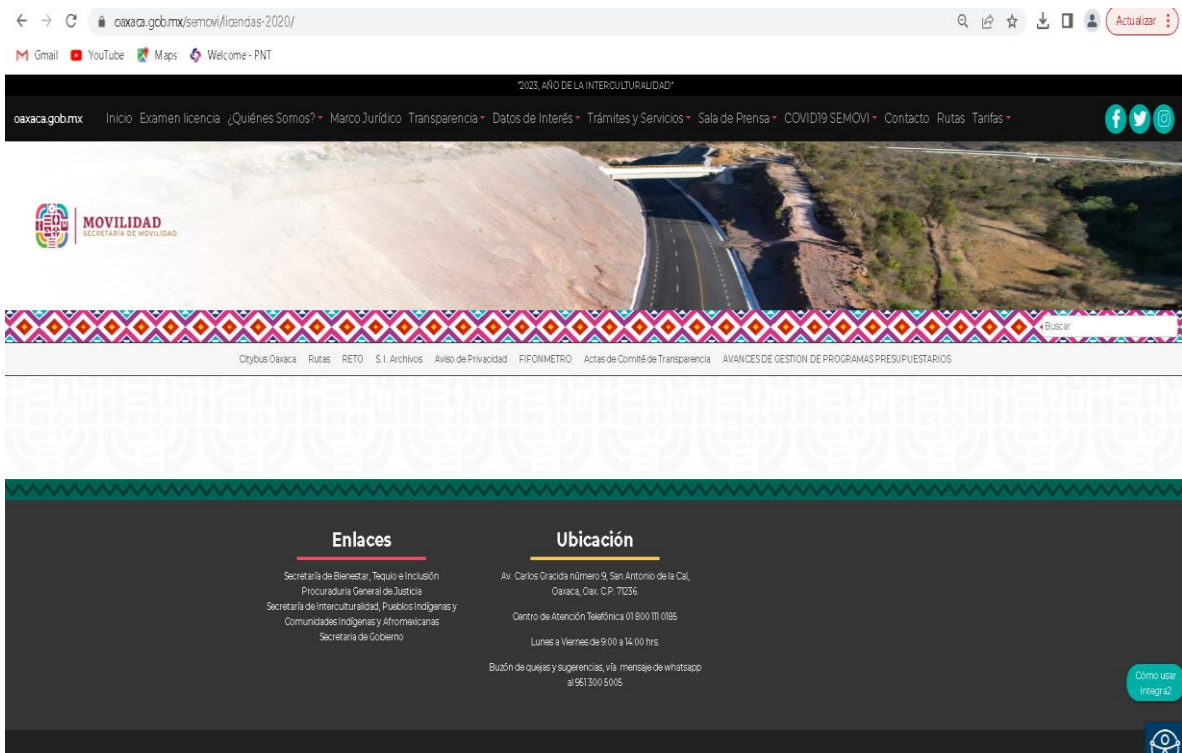 oaxaca.gob.mx/semovi/licencias-2020/
Actualizar
Gmail YouTube Maps Welcome - PNT
"2023, AÑO DE LA INTERCULTURALIDAD"
oaxaca.gob.mx Inicio Examen licencia ¿Quiénes Somos? Marco Jurídico Transparencia Datos de Interés Trámites y Servicios Sala de Prensa COVID19 SEMOVI Contacto Rutas Tarifas
MOVILIDAD
SECRETARÍA DE MOVILIDAD
Buscar
Citybus Oaxaca Rutas RETO S. I. Archivos Aviso de Privacidad FIFONMETRO Actas de Comité de Transparencia AVANCES DE GESTION DE PROGRAMAS PRESUPUESTARIOS
Enlaces
Secretaría de Bienestar, Tequio e Inclusión
Procuraduria General de Justicia
Secretaría de Interculturalidad, Pueblos Indígenas y
Comunidades Indígenas y Afromexicanas
Secretaria de Gobierno
Ubicación
Av. Carlos Gracida número 9, San Antonio de la Cal,
Oaxaca, Oax. C.P. 71236.
Centro de Atención Telefónica 01 800 111 0185
Lunes a Viernes de 9:00 a 14:00 hrs.
Buzón de quejas y sugerencias, vía mensaje de whatsapp
al 951 300 5005
Cómo usar
Integra2